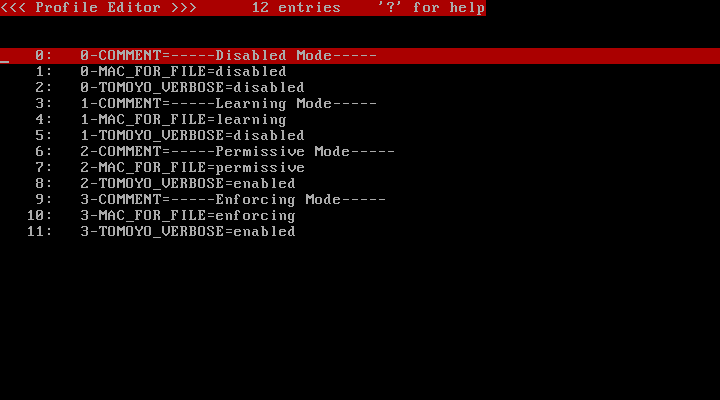 <<< Profile Editor >>>      12 entries    '?' for help
0:   0-COMMENT=-----Disabled Mode-----
1:   0-MAC_FOR_FILE=disabled
2:   0-TOMOYO_VERBOSE=disabled
3:   1-COMMENT=-----Learning Mode-----
4:   1-MAC_FOR_FILE=learning
5:   1-TOMOYO_VERBOSE=disabled
6:   2-COMMENT=-----Permissive Mode-----
7:   2-MAC_FOR_FILE=permissive
8:   2-TOMOYO_VERBOSE=enabled
9:   3-COMMENT=-----Enforcing Mode-----
10:   3-MAC_FOR_FILE=enforcing
11:   3-TOMOYO_VERBOSE=enabled